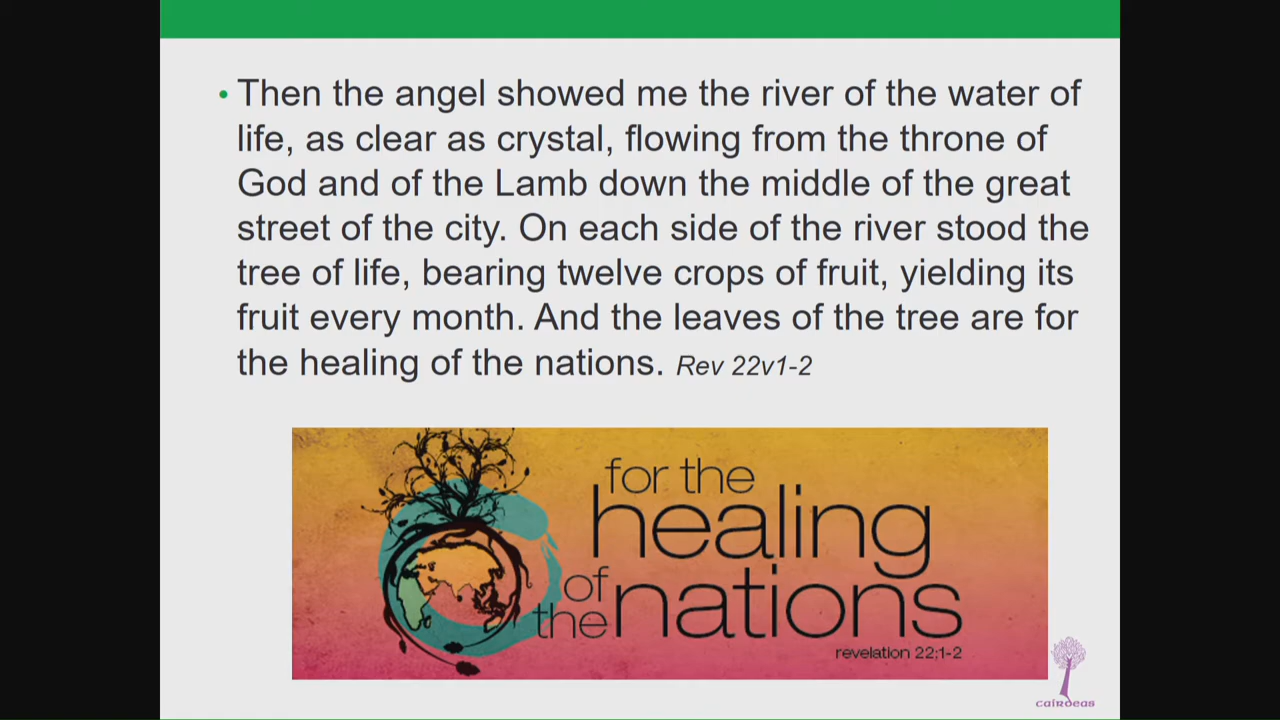 • Then the angel showed me the river of the water of
life, as clear as crystal, flowing from the throne of
God and of the Lamb down the middle of the great
street of the city. On each side of the river stood the
tree of life, bearing twelve crops of fruit, yielding its
fruit every month. And the leaves of the tree are for
the healing of the nations. Rev 22v1-2
for the
healing
of the
nations
revelation 22;1-2
cairdeas